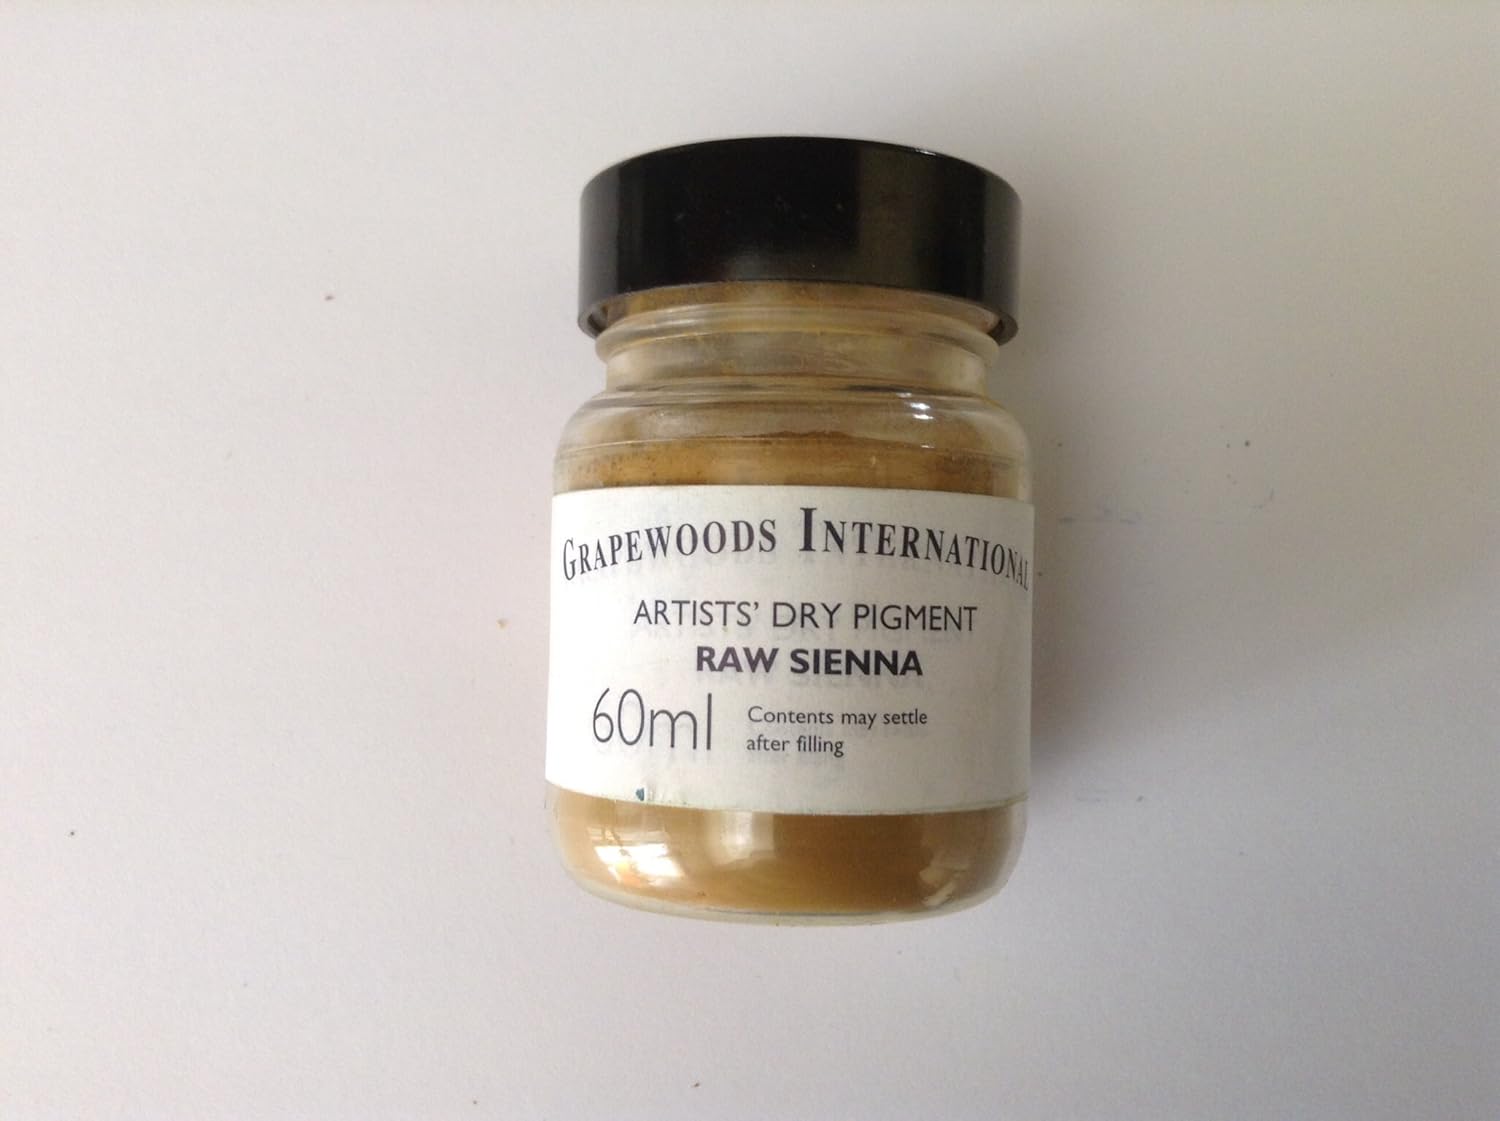 GRAPEWOODS INTERNATIONAL
ARTISTS’ DRY PIGMENT
RAW SIENNA
60ml
Contents may settle
after filling